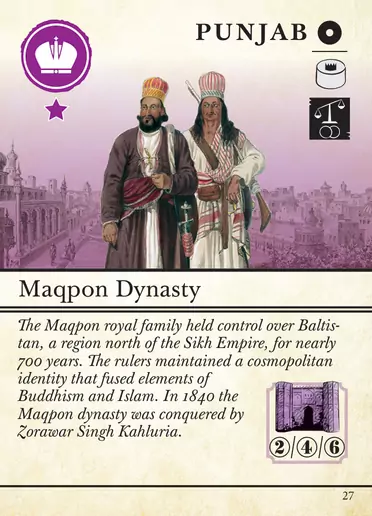 PUNJAB
Maqpon Dynasty
The Maqpon royal family held control over Baltis-
tan, a region north of the Sikh Empire, for nearly
700 years. The rulers maintained a cosmopolitan
identity that fused elements of
Buddhism and Islam. In 1840 the
Maqpon dynasty was conquered by
Zorawar Singh Kahluria.
2/4/6
27